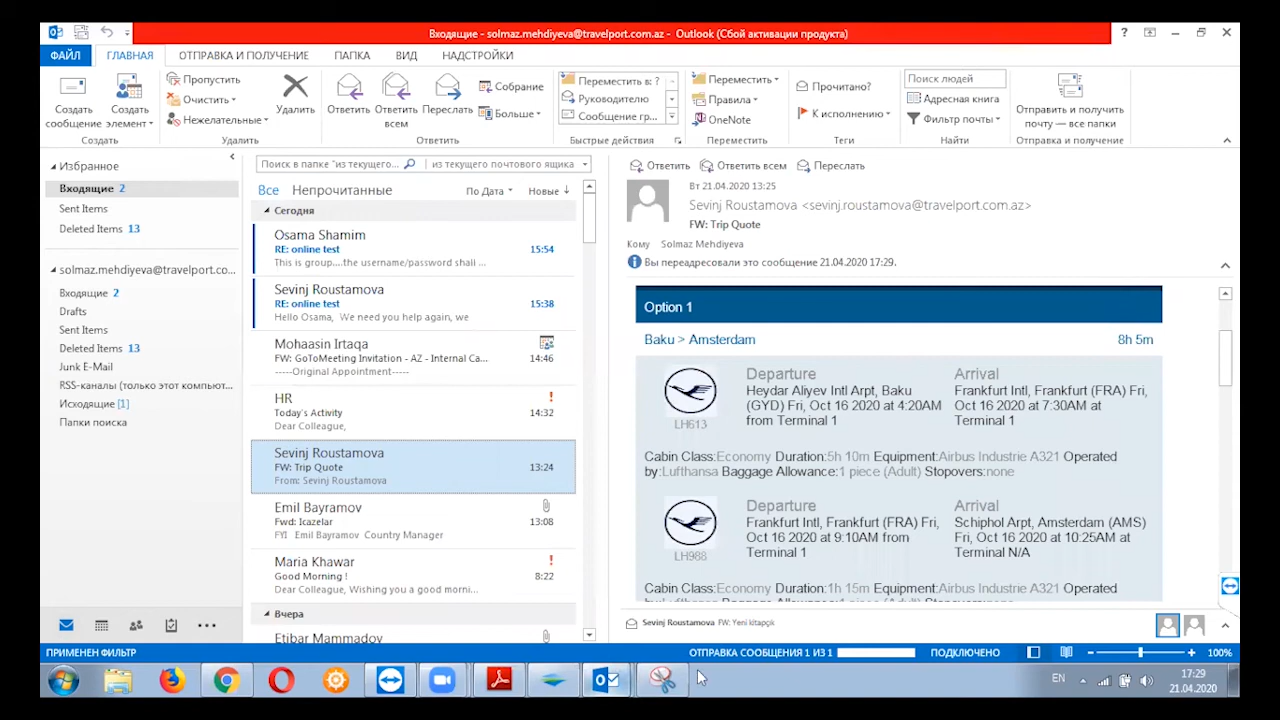 Входящие - solmaz.mehdiyeva@travelport.com.az - Outlook (Сбой активации продукта)
ФАЙЛ ГЛАВНАЯ ОТПРАВКА И ПОЛУЧЕНИЕ ПАПКА ВИД НАДСТРОЙКИ
Создать сообщение
Создать элемент
Создать
Пропустить
Очистить
Нежелательные
Удалить
Удалить
Ответить
Ответить всем
Переслать
Собрание
Больше
Ответить
Переместить в: ?
Руководителю
Сообщение гр...
Быстрые действия
Переместить
Правила
OneNote
Переместить
Прочитано?
К исполнению
Теги
Поиск людей
Адресная книга
Фильтр почты
Найти
Отправить и получить
почту — все папки
Отправка и получение
Избранное
Входящие 2
Sent Items
Deleted Items 13
solmaz.mehdiyeva@travelport.com.az...
Входящие 2
Drafts
Sent Items
Deleted Items 13
Junk E-Mail
RSS-каналы (только этот компьют...
Исходящие [1]
Папки поиска
Поиск в папке "из текущего... из текущего почтового ящика
Все Непрочитанные По Дата Новые
Сегодня
Osama Shamim
RE: online test 15:54
This is group....the username/password shall ...
Sevinj Roustamova
RE: online test 15:38
Hello Osama, We need you help again, we
Mohaasin Irtaqa
FW: GoToMeeting Invitation - AZ - Internal Ca... 14:46
-----Original Appointment-----
HR
Today's Activity 14:32
Dear Colleague,
Sevinj Roustamova
FW: Trip Quote 13:24
From: Sevinj Roustamova
Emil Bayramov
Fwd: Icazelar 13:08
FYI Emil Bayramov Country Manager
Maria Khawar
Good Morning ! 8:22
Dear Colleague, Wishing you a good morni...
Вчера
Etibar Mammadov
Ответить Ответить всем Переслать
Вт 21.04.2020 13:25
Sevinj Roustamova <sevinj.roustamova@travelport.com.az>
FW: Trip Quote
Кому Solmaz Mehdiyeva
Вы переадресовали это сообщение 21.04.2020 17:29.
Option 1
Baku > Amsterdam 8h 5m
LH613
Departure
Heydar Aliyev Intl Arpt, Baku
(GYD) Fri, Oct 16 2020 at 4:20AM
from Terminal 1
Arrival
Frankfurt Intl, Frankfurt (FRA) Fri,
Oct 16 2020 at 7:30AM at
Terminal 1
Cabin Class:Economy Duration:5h 10m Equipment:Airbus Industrie A321 Operated
by:Lufthansa Baggage Allowance:1 piece (Adult) Stopovers:none
LH988
Departure
Frankfurt Intl, Frankfurt (FRA) Fri,
Oct 16 2020 at 9:10AM from
Terminal 1
Arrival
Schiphol Arpt, Amsterdam (AMS)
Fri, Oct 16 2020 at 10:25AM at
Terminal N/A
Cabin Class:Economy Duration:1h 15m Equipment:Airbus Industrie A321 Operated
by:Lufthansa Baggage Allowance:1 piece (Adult) Stopovers:none
Sevinj Roustamova FW: Yeni kitapçık
ПРИМЕНЕН ФИЛЬТР ОТПРАВКА СООБЩЕНИЯ 1 ИЗ 1 ПОДКЛЮЧЕНО 100%
EN 17:29
21.04.2020